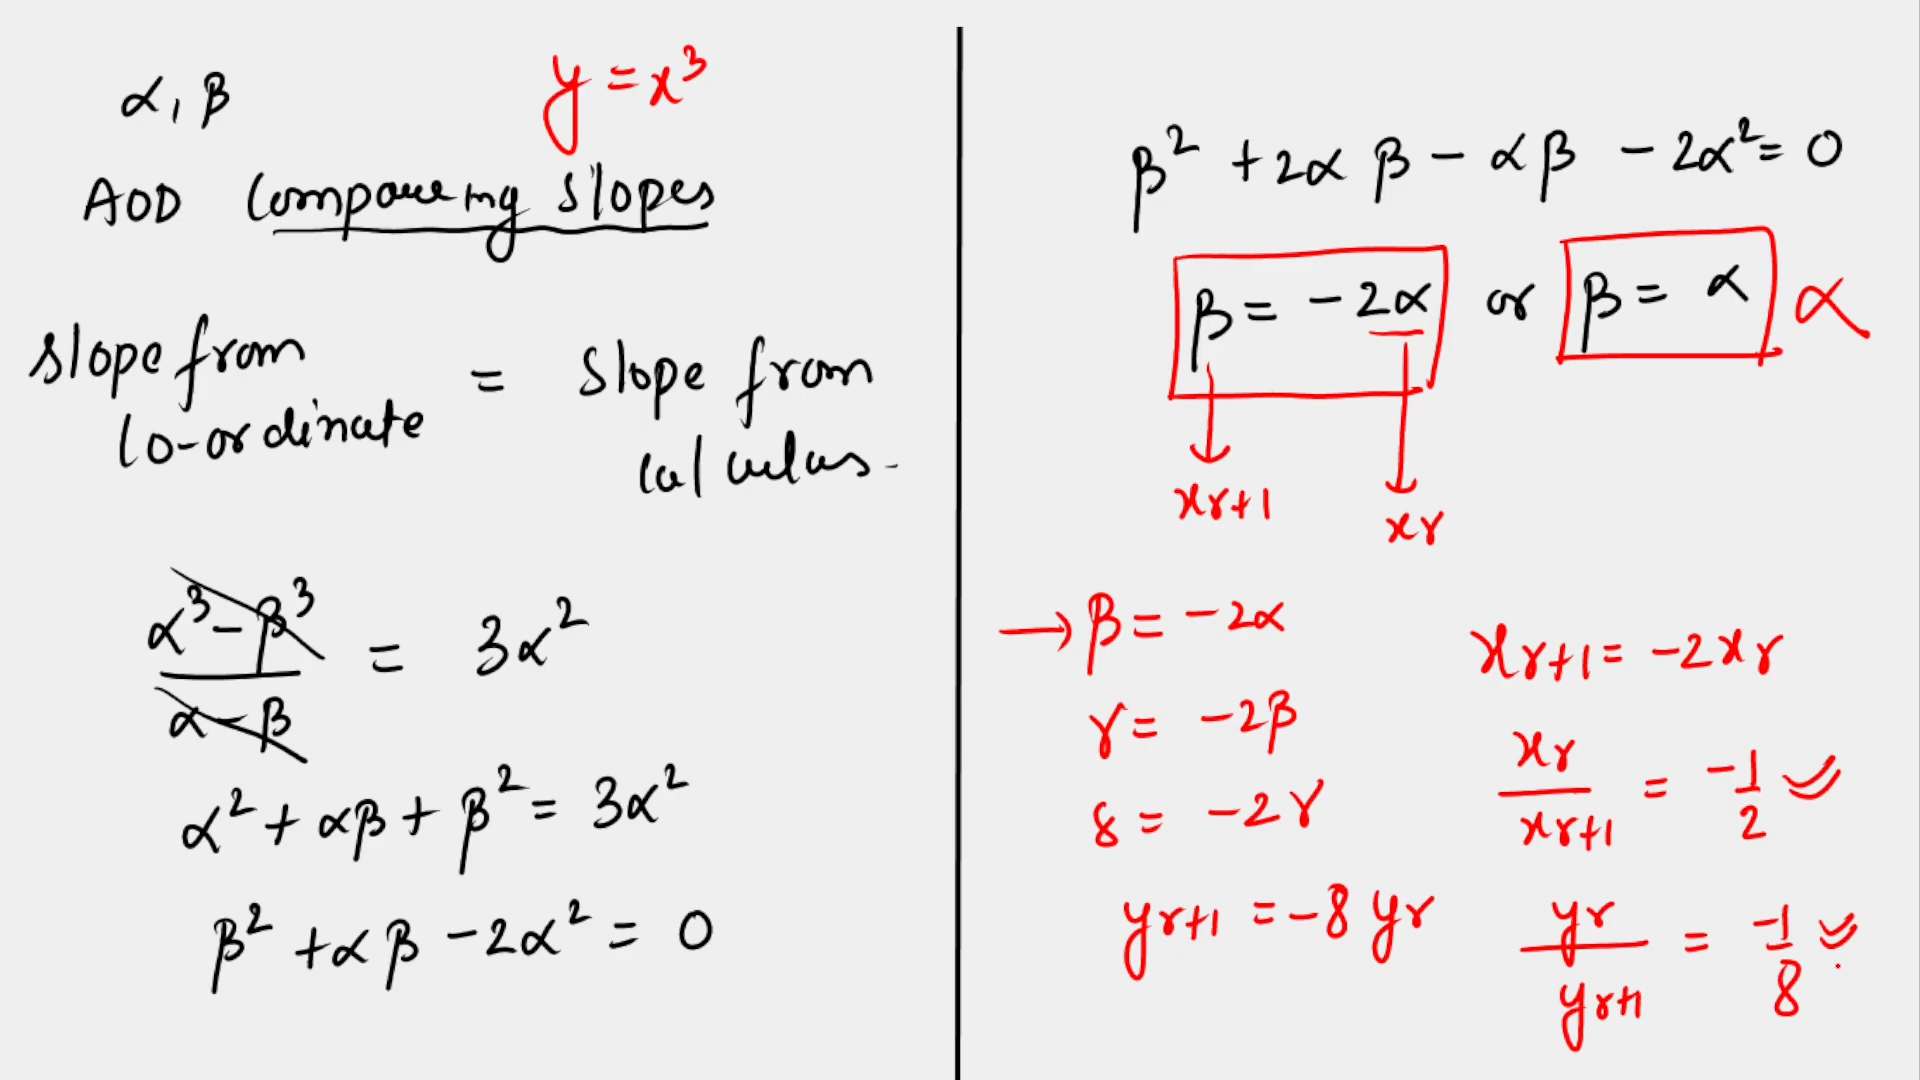 α, β
y = x³
AOD Comparing slopes
slope from
co-ordinate
=
slope from
calculus.
(α³ - β³)/(α - β) = 3α²
α² + αβ + β² = 3α²
β² + αβ - 2α² = 0
β² + 2αβ - αβ - 2α² = 0
β = -2α or β = α α
xr+1
xr
→ β = -2α
γ = -2β
δ = -2γ
yr+1 = -8 yr
xr+1 = -2xr
xr/xr+1 = -1/2
yr/yr+1 = -1/8